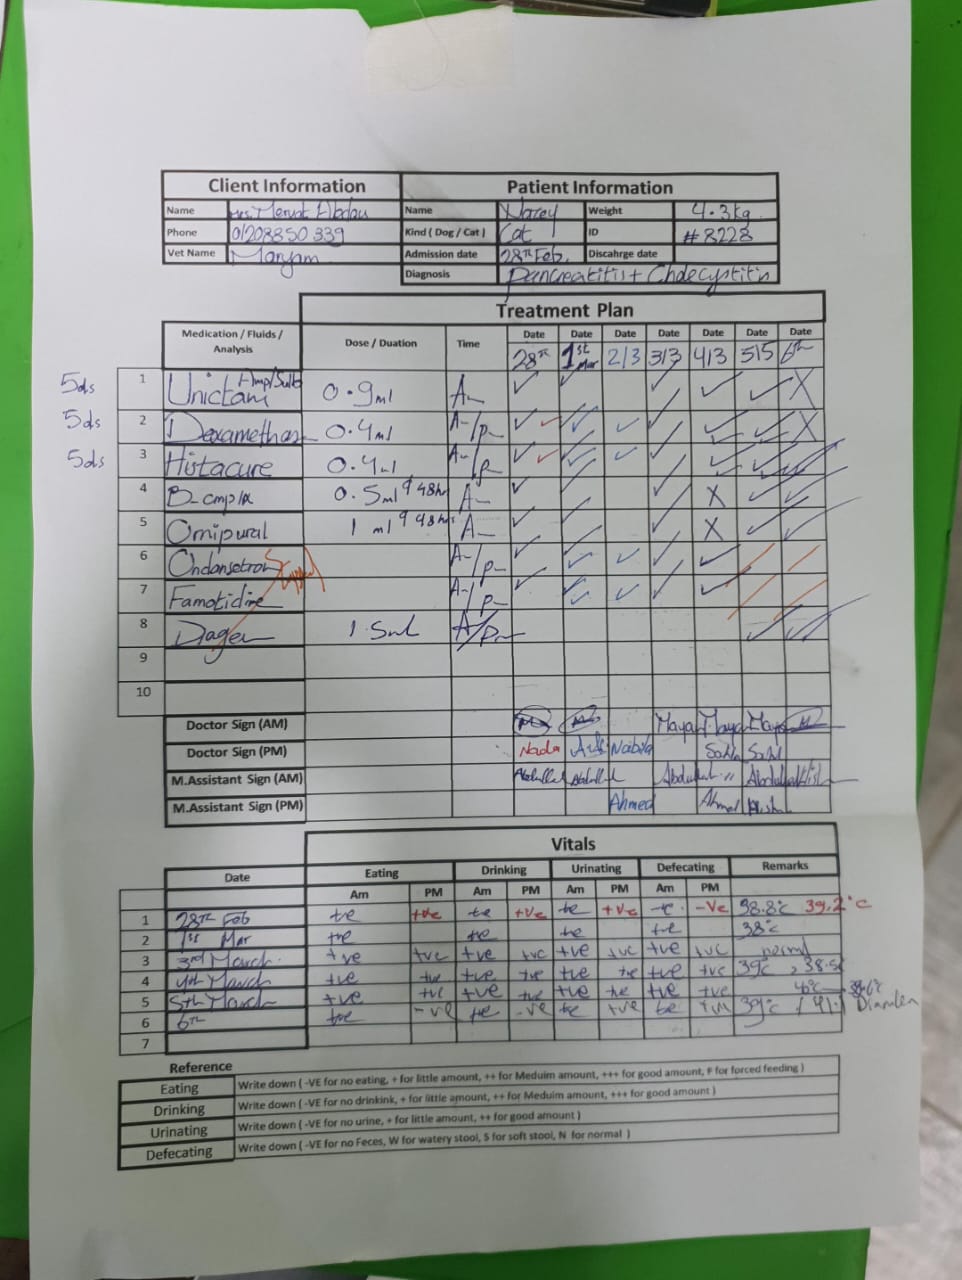 Client Information Patient Information
Name Mrs. Mervat Abdou Name Weight 4.3kg
Phone 01208850339 Kind ( Dog / Cat ) Cat ID # 8228
Vet Name Maryam Admission date 28th Feb. Discahrge date
Diagnosis Pancreatitis + Cholecystitis
Treatment Plan
Medication / Fluids / Analysis Dose / Duation Time Date Date Date Date Date Date Date
28th 1st Mar 2/3 3/3 4/3 5/5 6th
5ds 1 Unictam Amp/Sulb 0.9ml A- ✓ ✓ ✓ ✓ ✓ X
5ds 2 Dexametha 0.4ml A-/p- ✓ ✓ ✓ ✓ ✓ ✓ ✓ ✓ X
5ds 3 Histacure 0.4ml A-/p- ✓ ✓ ✓ ✓ ✓ ✓ ✓ ✓
4 B-cmplx 0.5ml q 48hr A- ✓ ✓ X ✓ ✓
5 Omipural 1 ml q 48hr A- ✓ ✓ X ✓ ✓
6 Ondansetron A-/p- ✓ ✓ ✓ ✓ ✓
7 Famotidine A-/p- ✓ ✓ ✓ ✓ ✓
8 1.5ml A/p- ✓ ✓
9
10
Doctor Sign (AM) Maya Maya Maya
Doctor Sign (PM) Nada
M.Assistant Sign (AM)
M.Assistant Sign (PM) Ahmed Ahmed
Vitals
Date Eating Drinking Urinating Defecating Remarks
Am PM Am PM Am PM Am PM
1 28th Feb +ve +ve +ve +ve +ve +ve -ve -ve 38.8°c 39.2°c
2 1st Mar +ve +ve +ve +ve 38°c
3 3rd March. +ve +ve +ve +ve +ve +ve +ve +ve normal
4 4th March +ve +ve +ve +ve +ve +ve +ve +ve 39°c , 38.5
5 5th March +ve +ve +ve +ve +ve +ve +ve +ve 40°c
6 6th +ve -ve +ve -ve +ve +ve +ve 39°c
7
Reference
Eating Write down ( -VE for no eating, + for little amount, ++ for Meduim amount, +++ for good amount, F for forced feeding )
Drinking Write down ( -VE for no drinkink, + for little amount, ++ for Meduim amount, +++ for good amount )
Urinating Write down ( -VE for no urine, + for little amount, ++ for good amount )
Defecating Write down ( -VE for no Feces, W for watery stool, S for soft stool, N for normal )